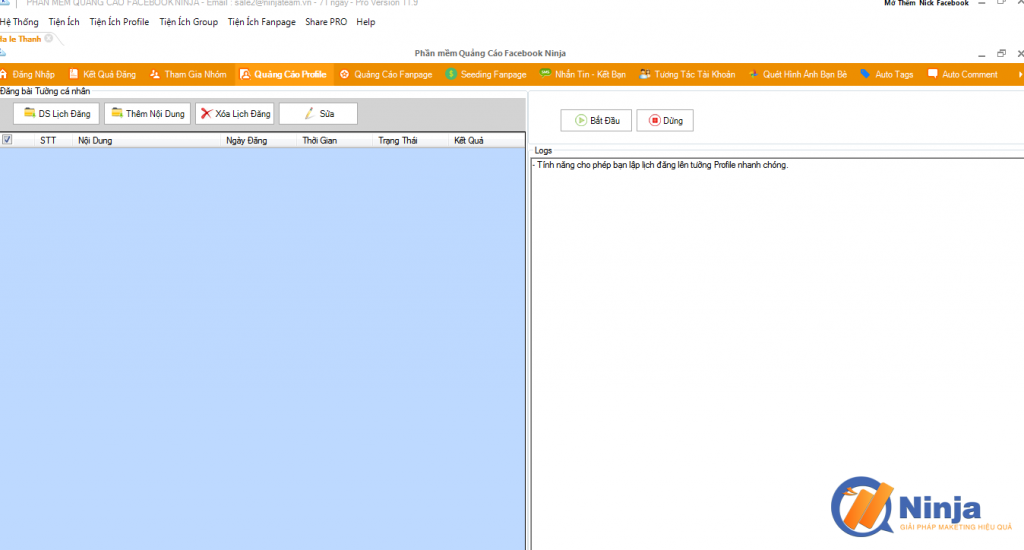 PHẦN MỀM QUẢNG CÁO FACEBOOK NINJA - Email : sale2@ninjateam.vn - 71 ngày - Pro Version 11.9
Mở Thêm Nick Facebook
Hệ Thống Tiện Ích Tiện Ích Profile Tiện Ích Group Tiện Ích Fanpage Share PRO Help
Ha le Thanh
Phần mềm Quảng Cáo Facebook Ninja
Đăng Nhập Kết Quả Đăng Tham Gia Nhóm Quảng Cáo Profile Quảng Cáo Fanpage Seeding Fanpage Nhắn Tin - Kết Bạn Tương Tác Tài Khoản Quét Hình Ảnh Bạn Bè Auto Tags Auto Comment
Đăng bài Tường cá nhân
DS Lịch Đăng Thêm Nội Dung Xóa Lịch Đăng Sửa
Bắt Đầu Dừng
STT Nội Dung Ngày Đăng Thời Gian Trạng Thái Kết Quả
Logs
- Tính năng cho phép bạn lập lịch đăng lên tường Profile nhanh chóng.
Ninja
GIẢI PHÁP MAKETING HIỆU QUẢ